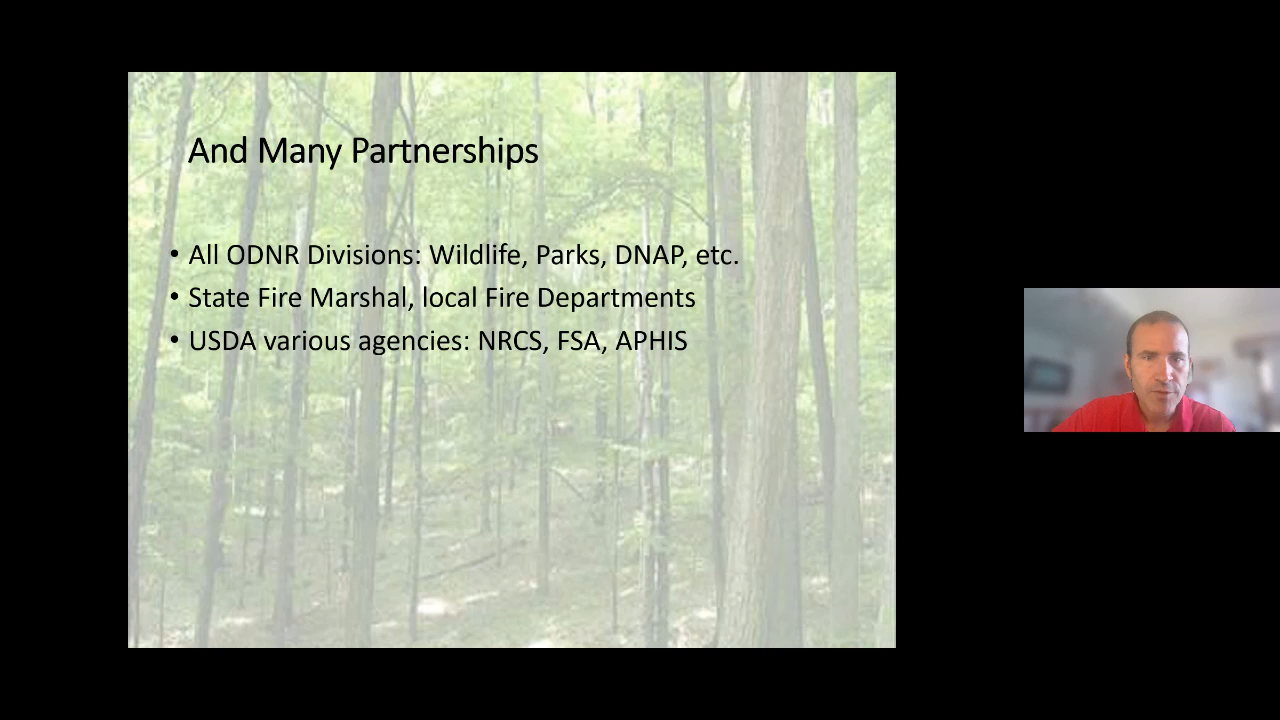 And Many Partnerships
• All ODNR Divisions: Wildlife, Parks, DNAP, etc.
• State Fire Marshal, local Fire Departments
• USDA various agencies: NRCS, FSA, APHIS